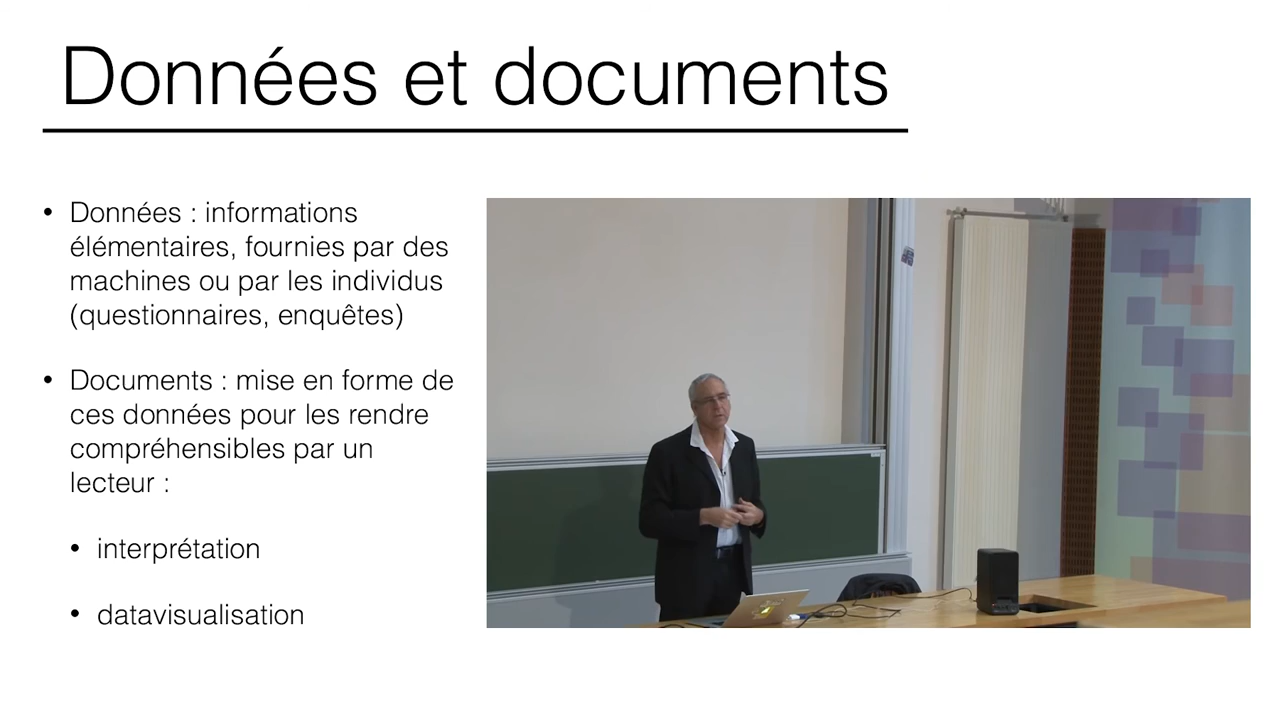 Données et documents
• Données : informations
élémentaires, fournies par des
machines ou par les individus
(questionnaires, enquêtes)
• Documents : mise en forme de
ces données pour les rendre
compréhensibles par un
lecteur :
• interprétation
• datavisualisation